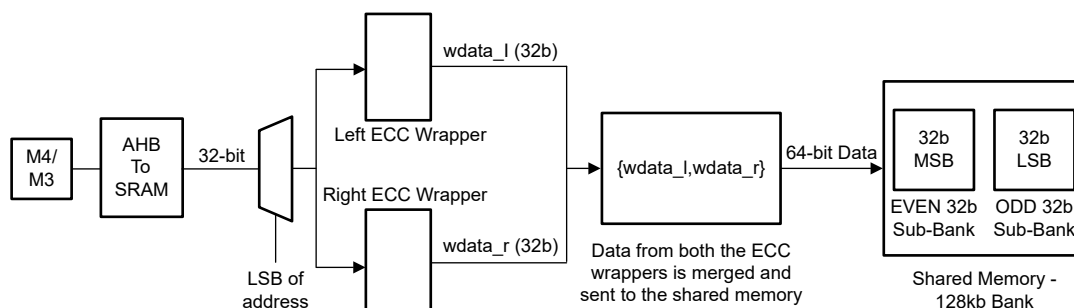 M4/
M3
AHB
To
SRAM
32-bit
LSB of
address
wdata_l (32b)
Left ECC Wrapper
Right ECC Wrapper
wdata_r (32b)
{wdata_l,wdata_r}
Data from both the ECC
wrappers is merged and
sent to the shared memory
64-bit Data
32b
MSB
EVEN 32b
Sub-Bank
32b
LSB
ODD 32b
Sub-Bank
Shared Memory -
128kb Bank